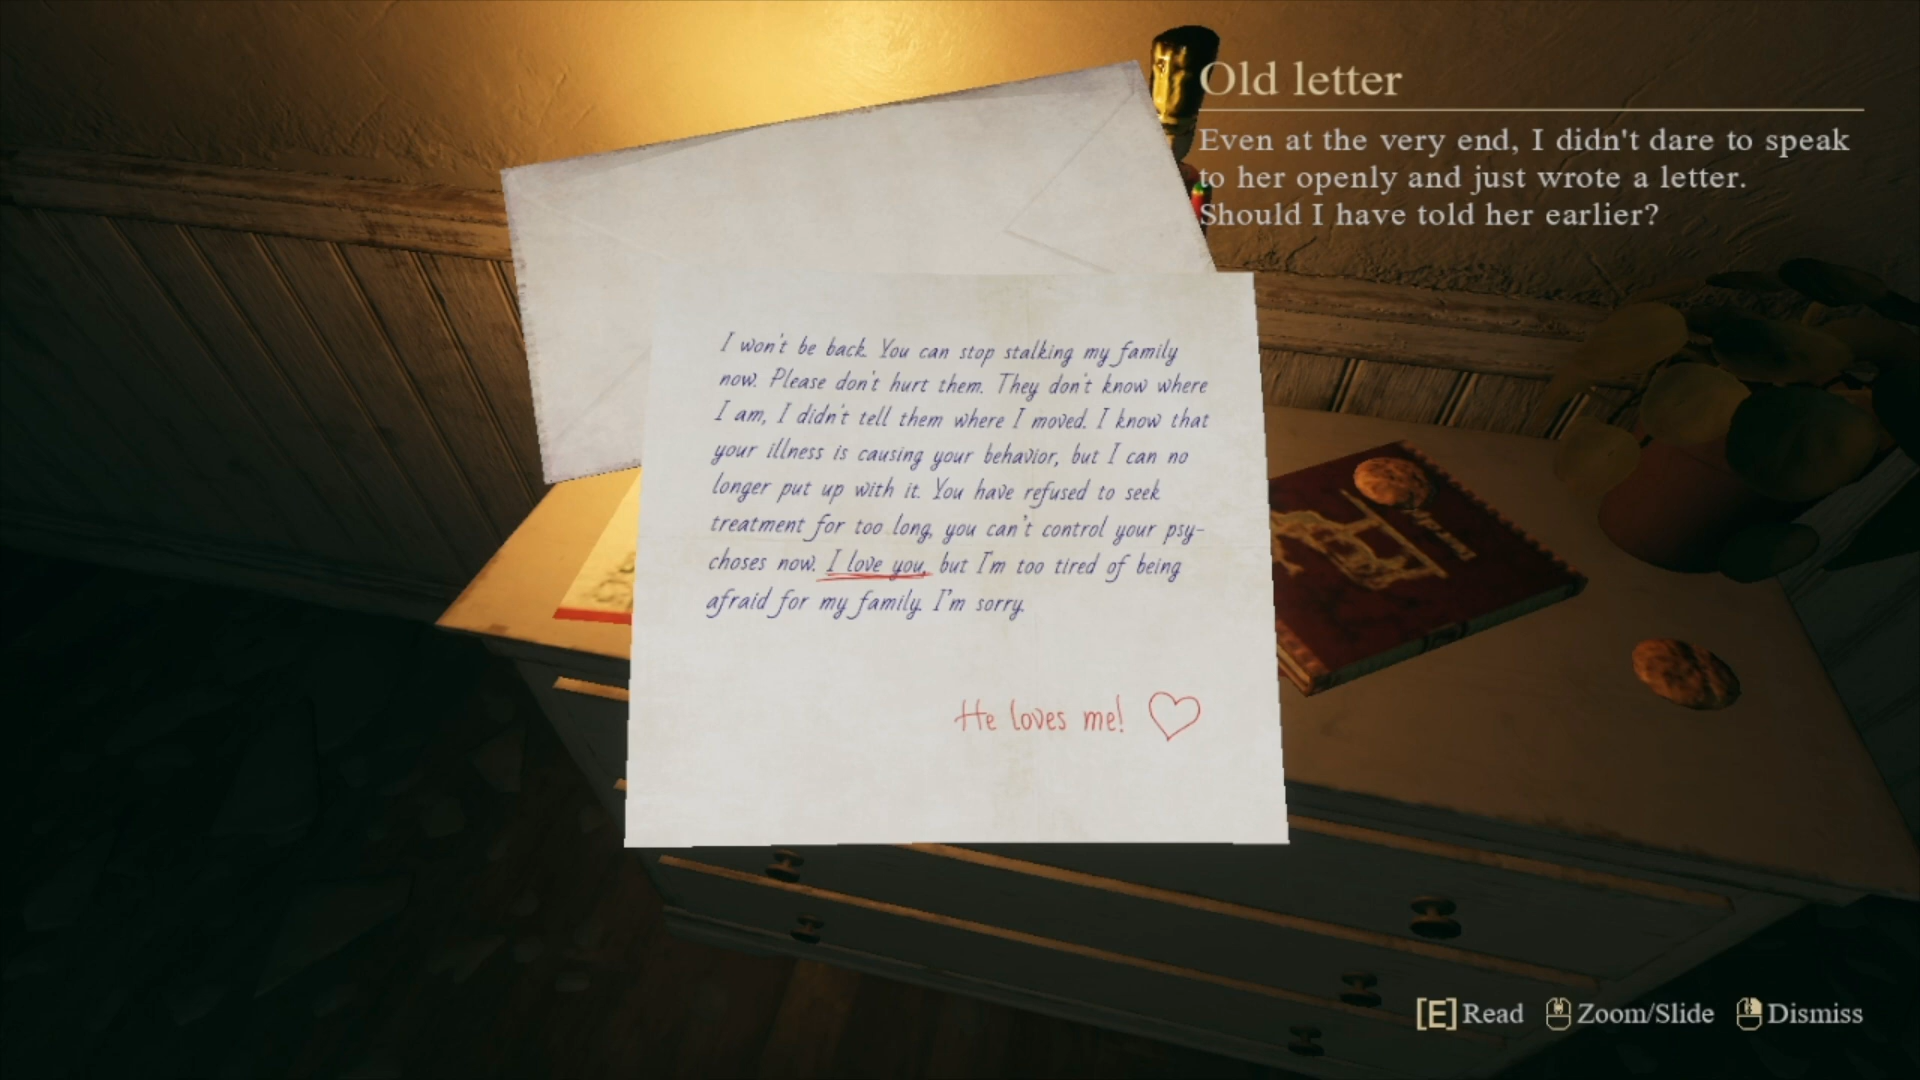 Old letter
Even at the very end, I didn't dare to speak
to her openly and just wrote a letter.
Should I have told her earlier?
I won't be back. You can stop stalking my family
now. Please don't hurt them. They don't know where
I am, I didn't tell them where I moved. I know that
your illness is causing your behavior, but I can no
longer put up with it. You have refused to seek
treatment for too long, you can't control your psy-
choses now. I love you, but I'm too tired of being
afraid for my family. I'm sorry.
He loves me!
[E] Read Zoom/Slide Dismiss